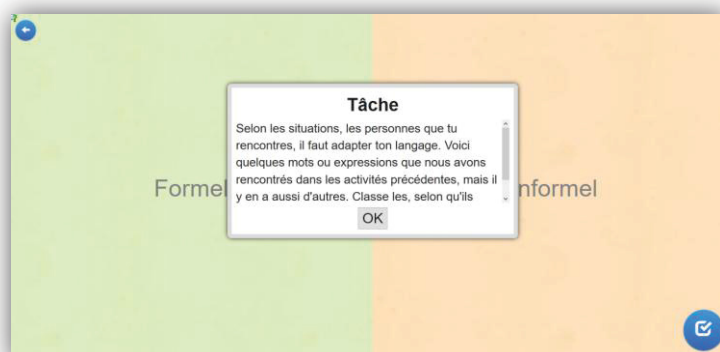 Tâche
Selon les situations, les personnes que tu
rencontres, il faut adapter ton langage. Voici
quelques mots ou expressions que nous avons
rencontrés dans les activités précédentes, mais il
y en a aussi d'autres. Classe les, selon qu'ils
OK
Formel
nformel